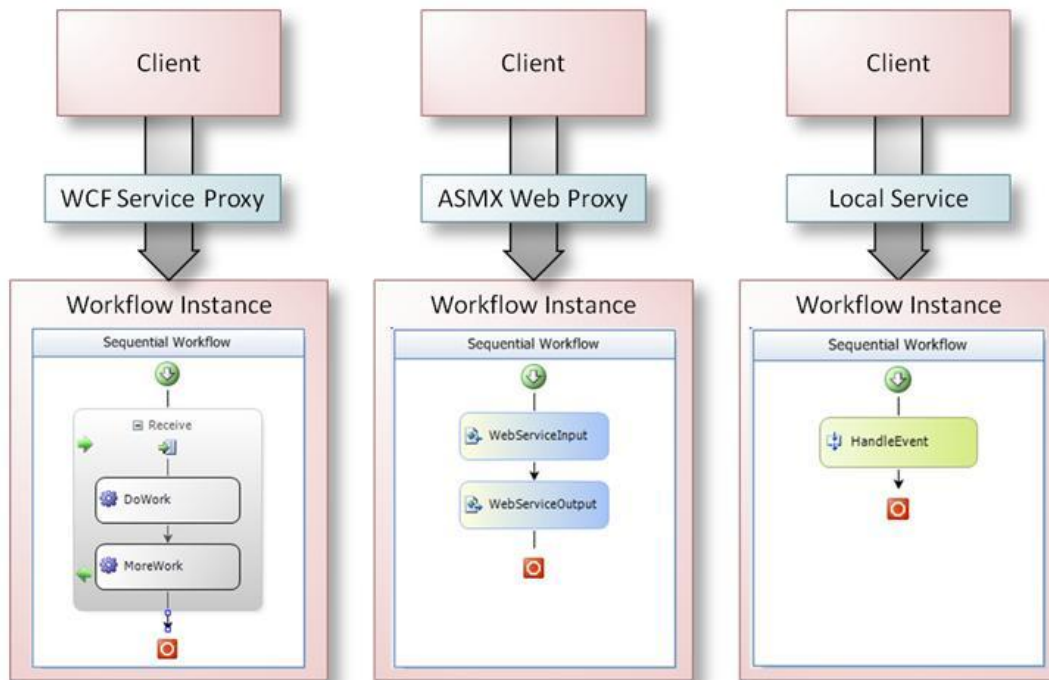 Client
WCF Service Proxy
Workflow Instance
Sequential Workflow
Receive
DoWork
MoreWork
Client
ASMX Web Proxy
Workflow Instance
Sequential Workflow
WebServiceInput
WebServiceOutput
Client
Local Service
Workflow Instance
Sequential Workflow
HandleEvent